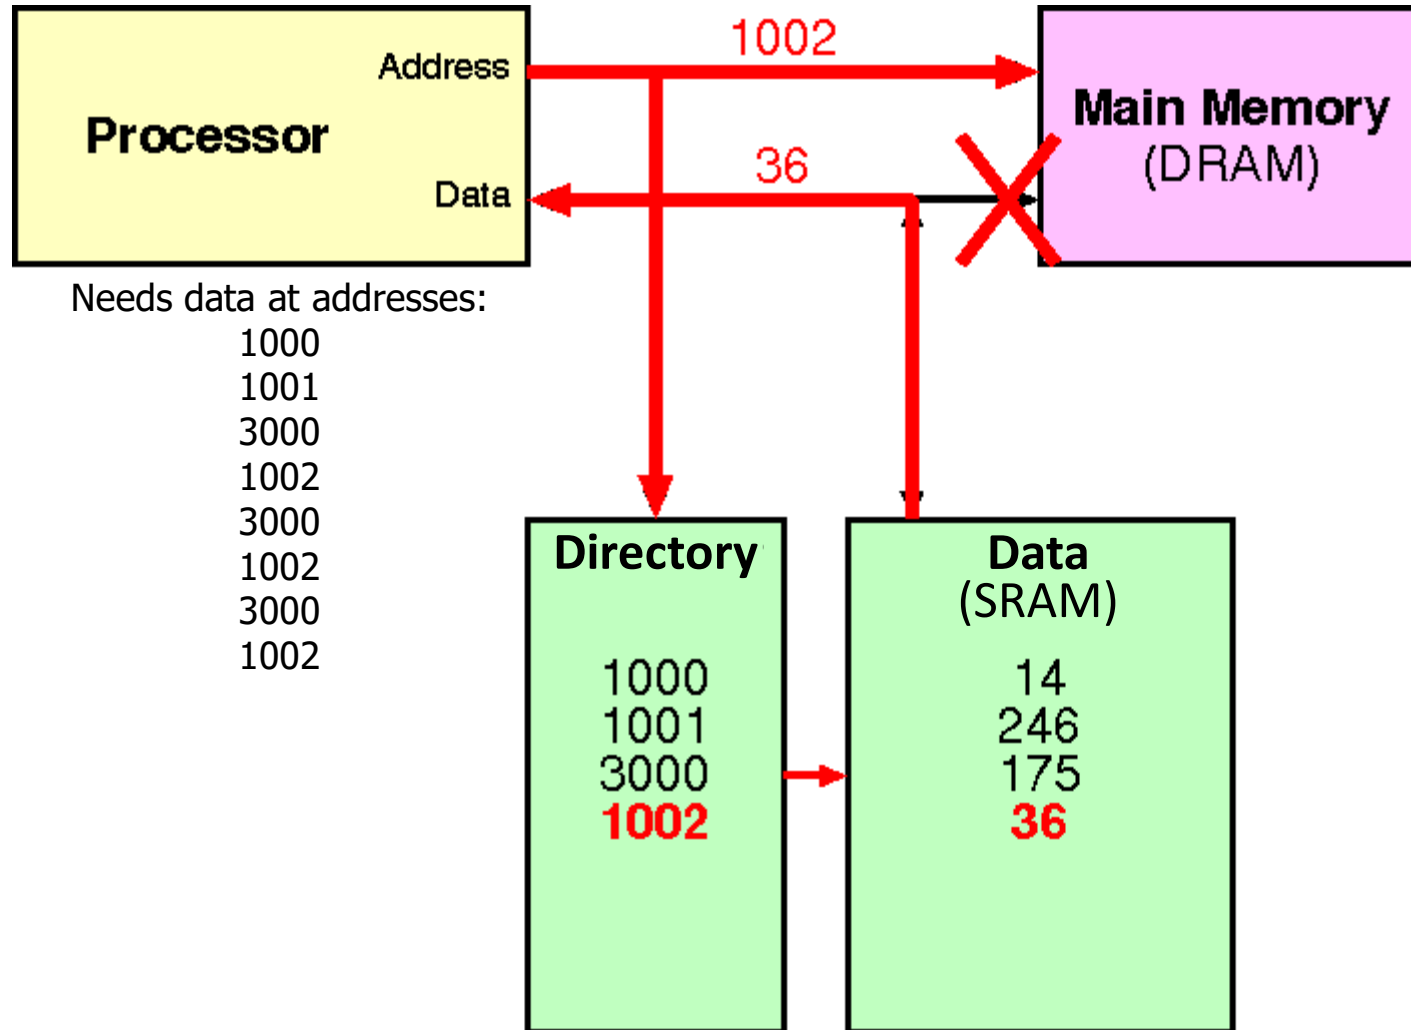 1002
Address
Processor
Main Memory
(DRAM)
36
Data
Needs data at addresses:
1000
1001
3000
1002
3000
1002
3000
1002
Directory
1000
1001
3000
1002
Data
(SRAM)
14
246
175
36